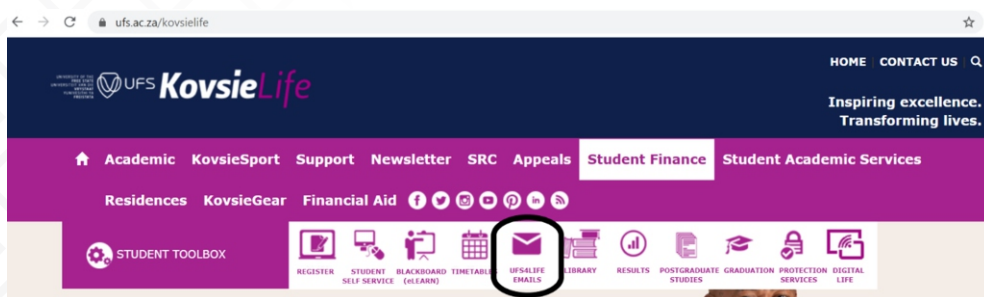 ufs.ac.za/kovsielife
HOME | CONTACT US
UFS KovsieLife
Inspiring excellence.
Transforming lives.
Academic KovsieSport Support Newsletter SRC Appeals Student Finance Student Academic Services
Residences KovsieGear Financial Aid
STUDENT TOOLBOX
REGISTER
STUDENT
SELF SERVICE
BLACKBOARD
(eLEARN)
TIMETABLES
UFS4LIFE
EMAILS
LIBRARY
RESULTS
POSTGRADUATE
STUDIES
GRADUATION
PROTECTION
SERVICES
DIGITAL
LIFE